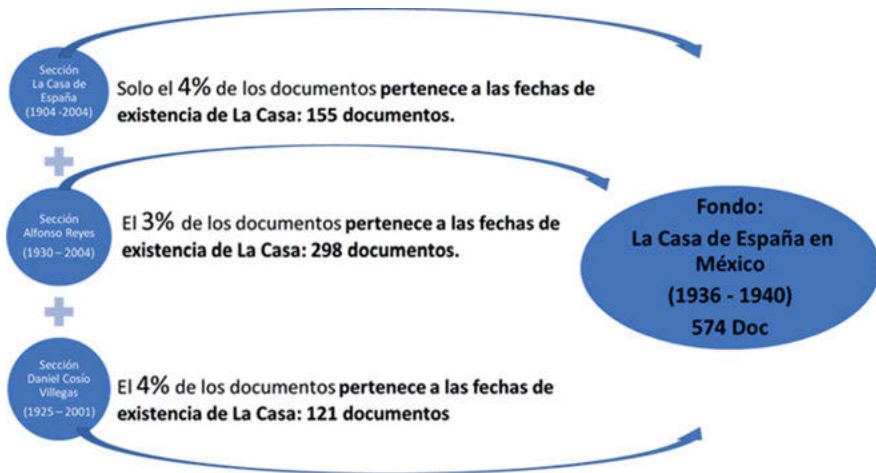 Sección
La Casa de
España
(1904 -2004)
Solo el 4% de los documentos pertenece a las fechas de
existencia de La Casa: 155 documentos.
Sección
Alfonso Reyes
(1930 – 2004)
El 3% de los documentos pertenece a las fechas de
existencia de La Casa: 298 documentos.
Sección
Daniel Cosío
Villegas
(1925 – 2001)
El 4% de los documentos pertenece a las fechas de
existencia de La Casa: 121 documentos
Fondo:
La Casa de España en
México
(1936 - 1940)
574 Doc